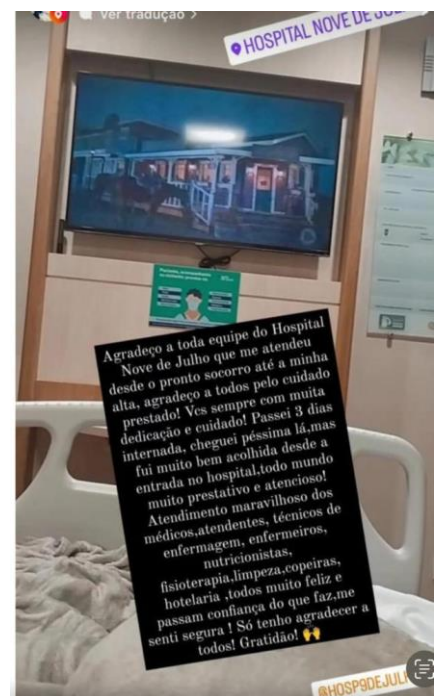 Ver tradução >
HOSPITAL NOVE DE JUL
Agradeço a toda equipe do Hospital
Nove de Julho que me atendeu
desde o pronto socorro até a minha
alta, agradeço a todos pelo cuidado
prestado! Vcs sempre com muita
dedicação e cuidado! Passei 3 dias
internada, cheguei péssima lá,mas
fui muito bem acolhida desde a
entrada no hospital,todo mundo
muito prestativo e atencioso!
Atendimento maravilhoso dos
médicos,atendentes, técnicos de
enfermagem, enfermeiros,
nutricionistas,
fisioterapia,limpeza,copeiras,
hotelaria ,todos muito feliz e
passam confiança do que faz,me
senti segura ! Só tenho agradecer a
todos! Gratidão! 🙌
@HOSP9DEJUL